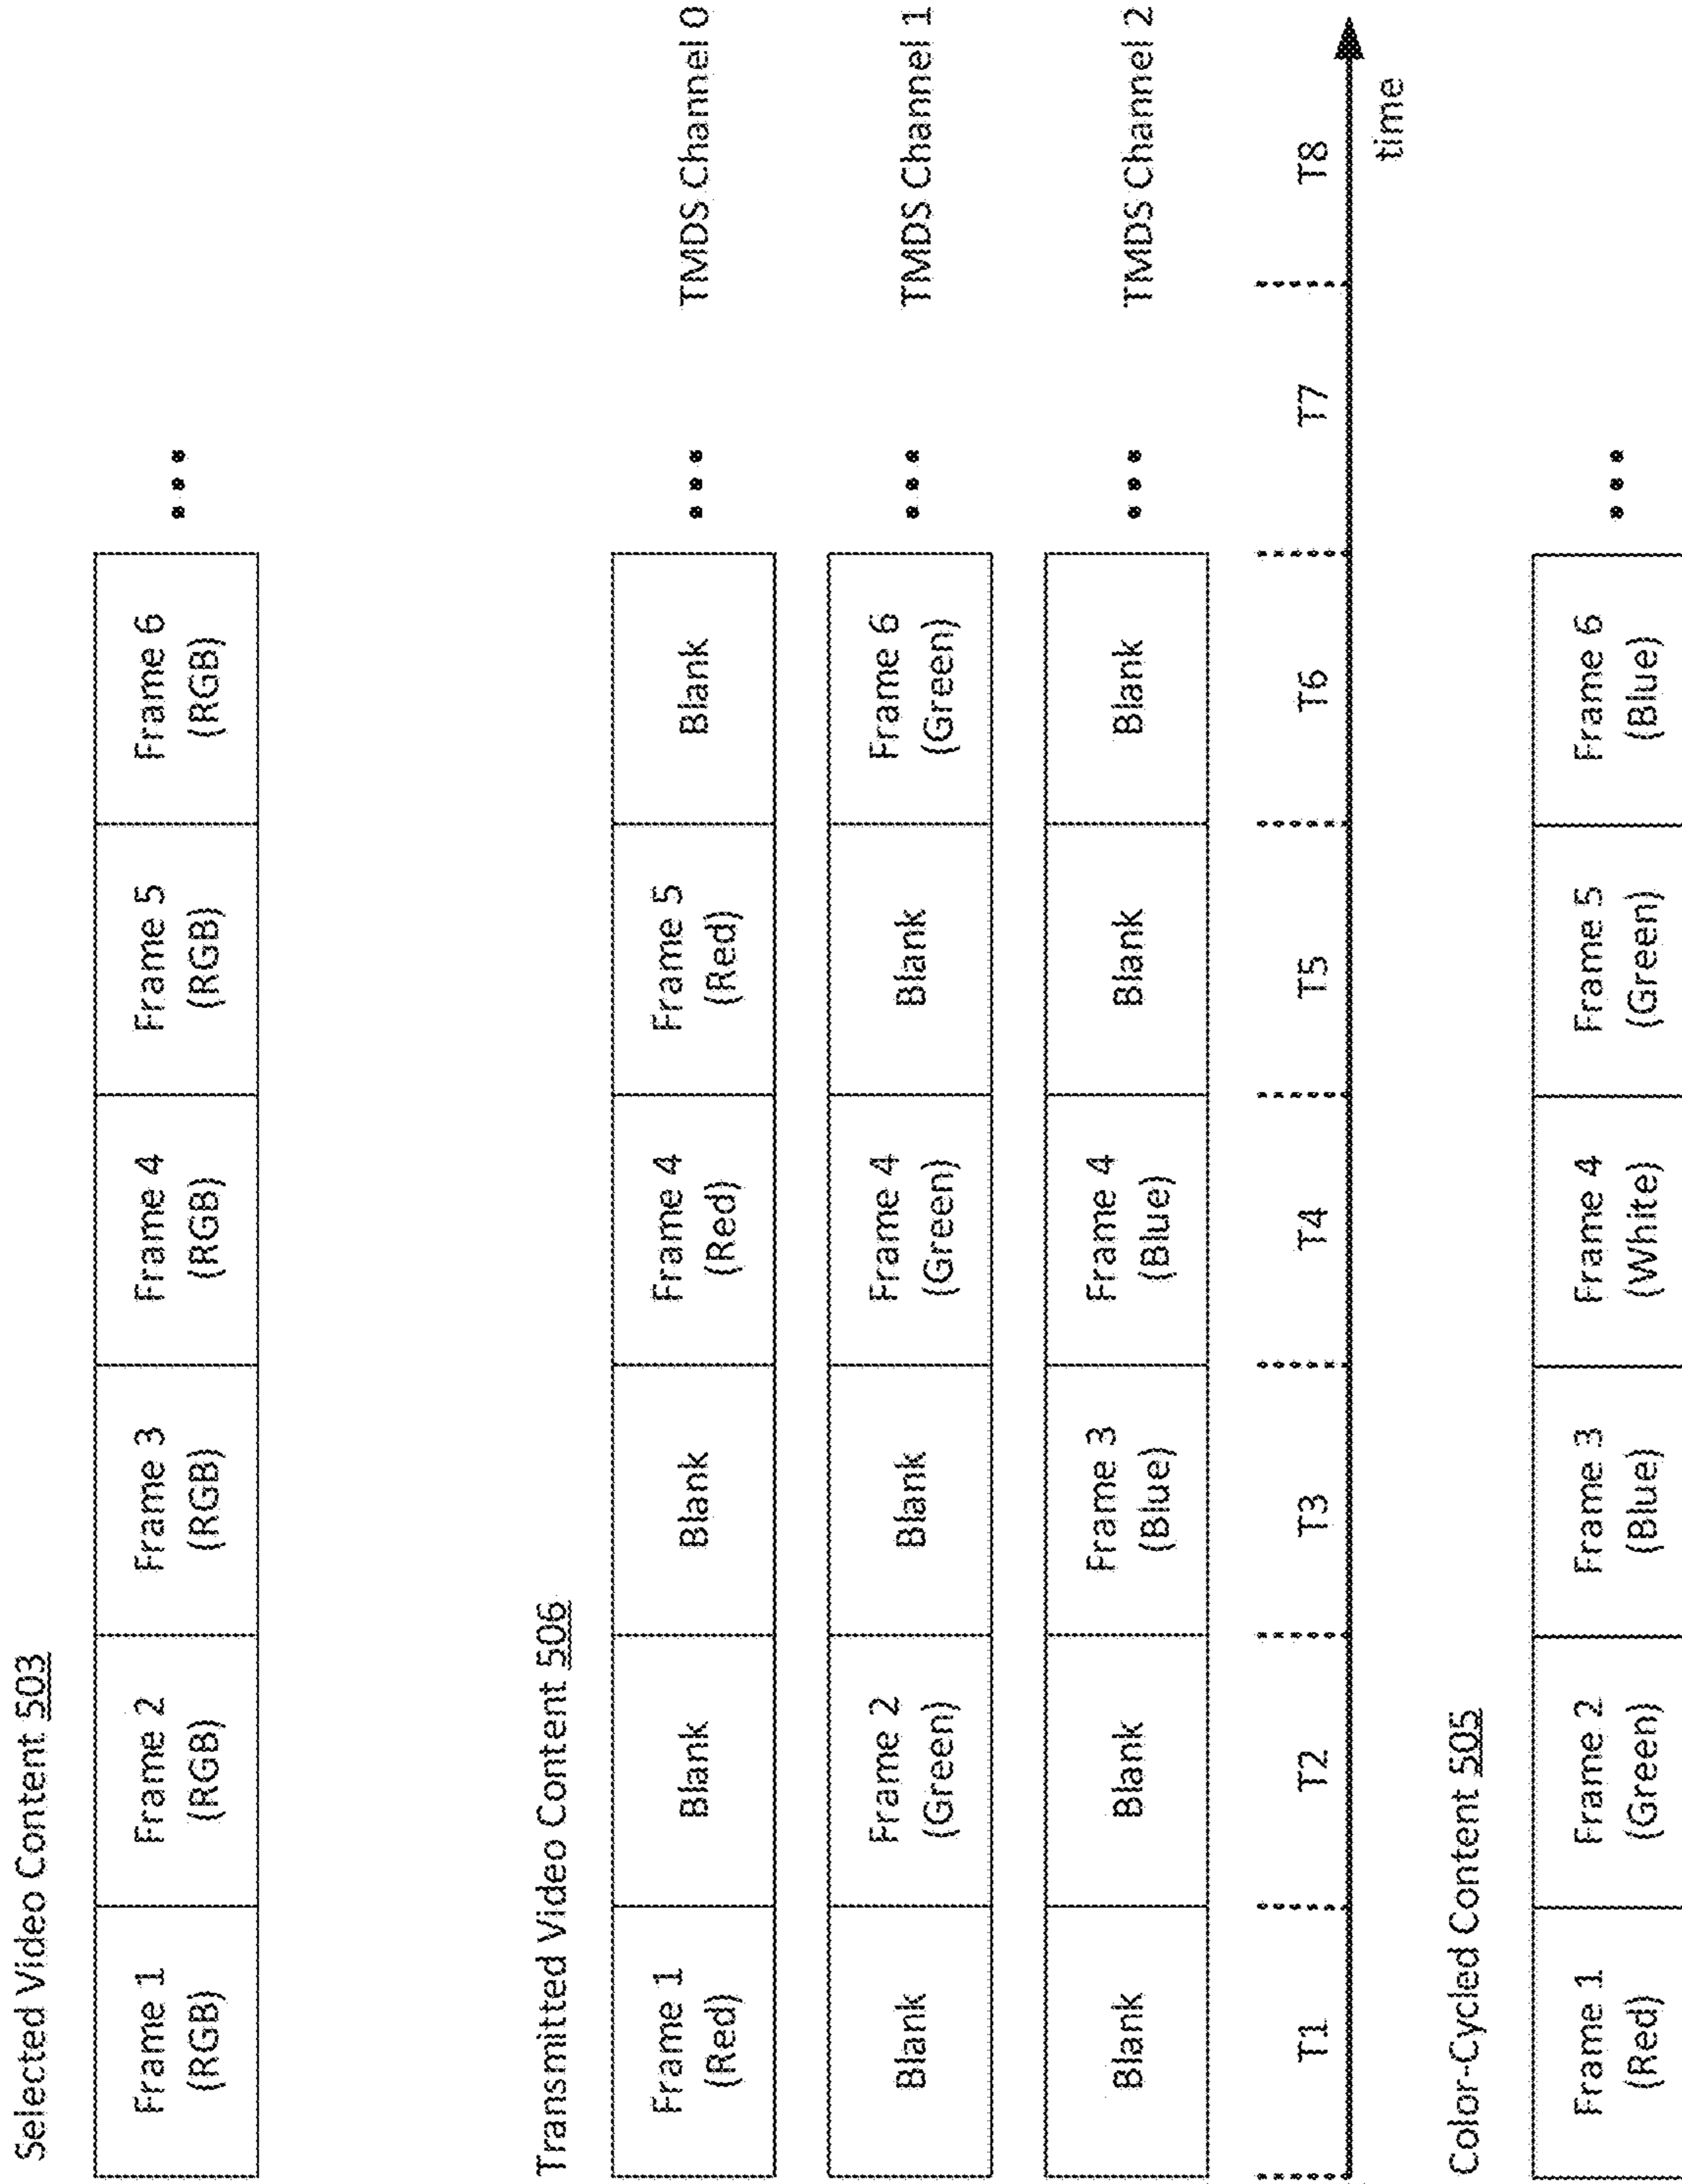 Selected Video Content 503
Frame 1
(RGB)
Frame 2
(RGB)
Frame 3
(RGB)
Frame 4
(RGB)
Frame 5
(RGB)
Frame 6
(RGB)
• • •
Transmitted Video Content 506
Frame 1
(Red)
Blank
Blank
Frame 4
(Red)
Frame 5
(Red)
Blank
• • •
TMDS Channel 0
Blank
Frame 2
(Green)
Blank
Frame 4
(Green)
Blank
Frame 6
(Green)
• • •
TMDS Channel 1
Blank
Blank
Frame 3
(Blue)
Frame 4
(Blue)
Blank
Blank
• • •
TMDS Channel 2
T1
T2
T3
T4
T5
T6
T7
T8
time
Color-Cycled Content 505
Frame 1
(Red)
Frame 2
(Green)
Frame 3
(Blue)
Frame 4
(White)
Frame 5
(Green)
Frame 6
(Blue)
• • •